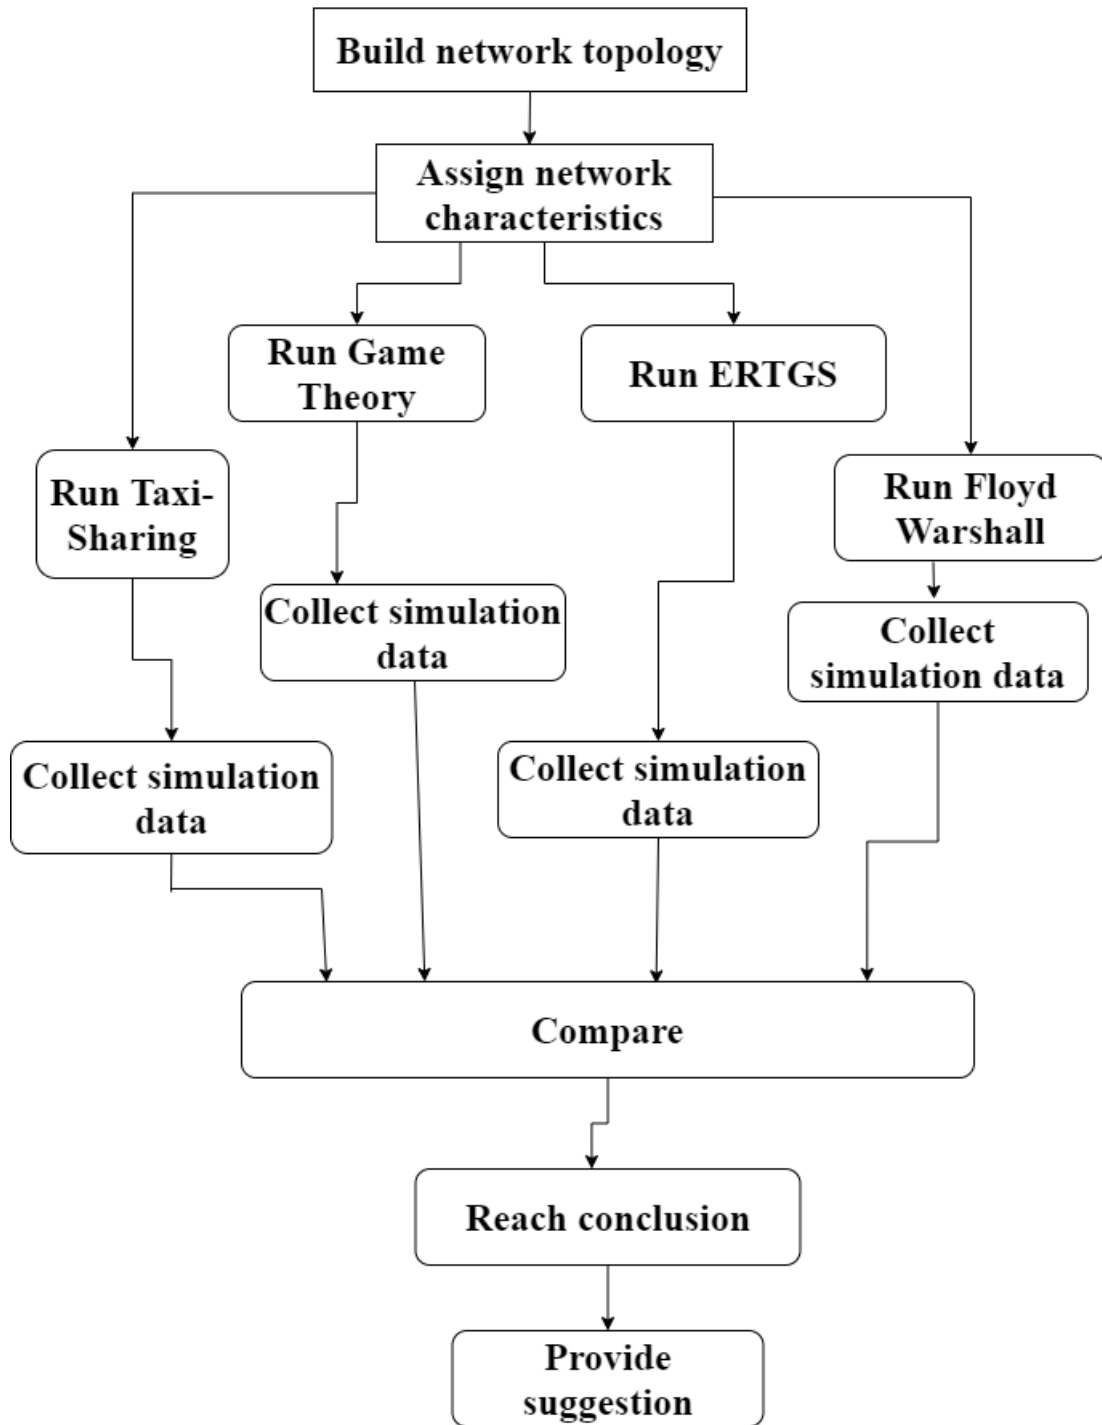 Build network topology
Assign network
characteristics
Run Game
Theory
Run ERTGS
Run Taxi-
Sharing
Run Floyd
Warshall
Collect simulation
data
Collect
simulation data
Collect simulation
data
Collect simulation
data
Compare
Reach conclusion
Provide
suggestion